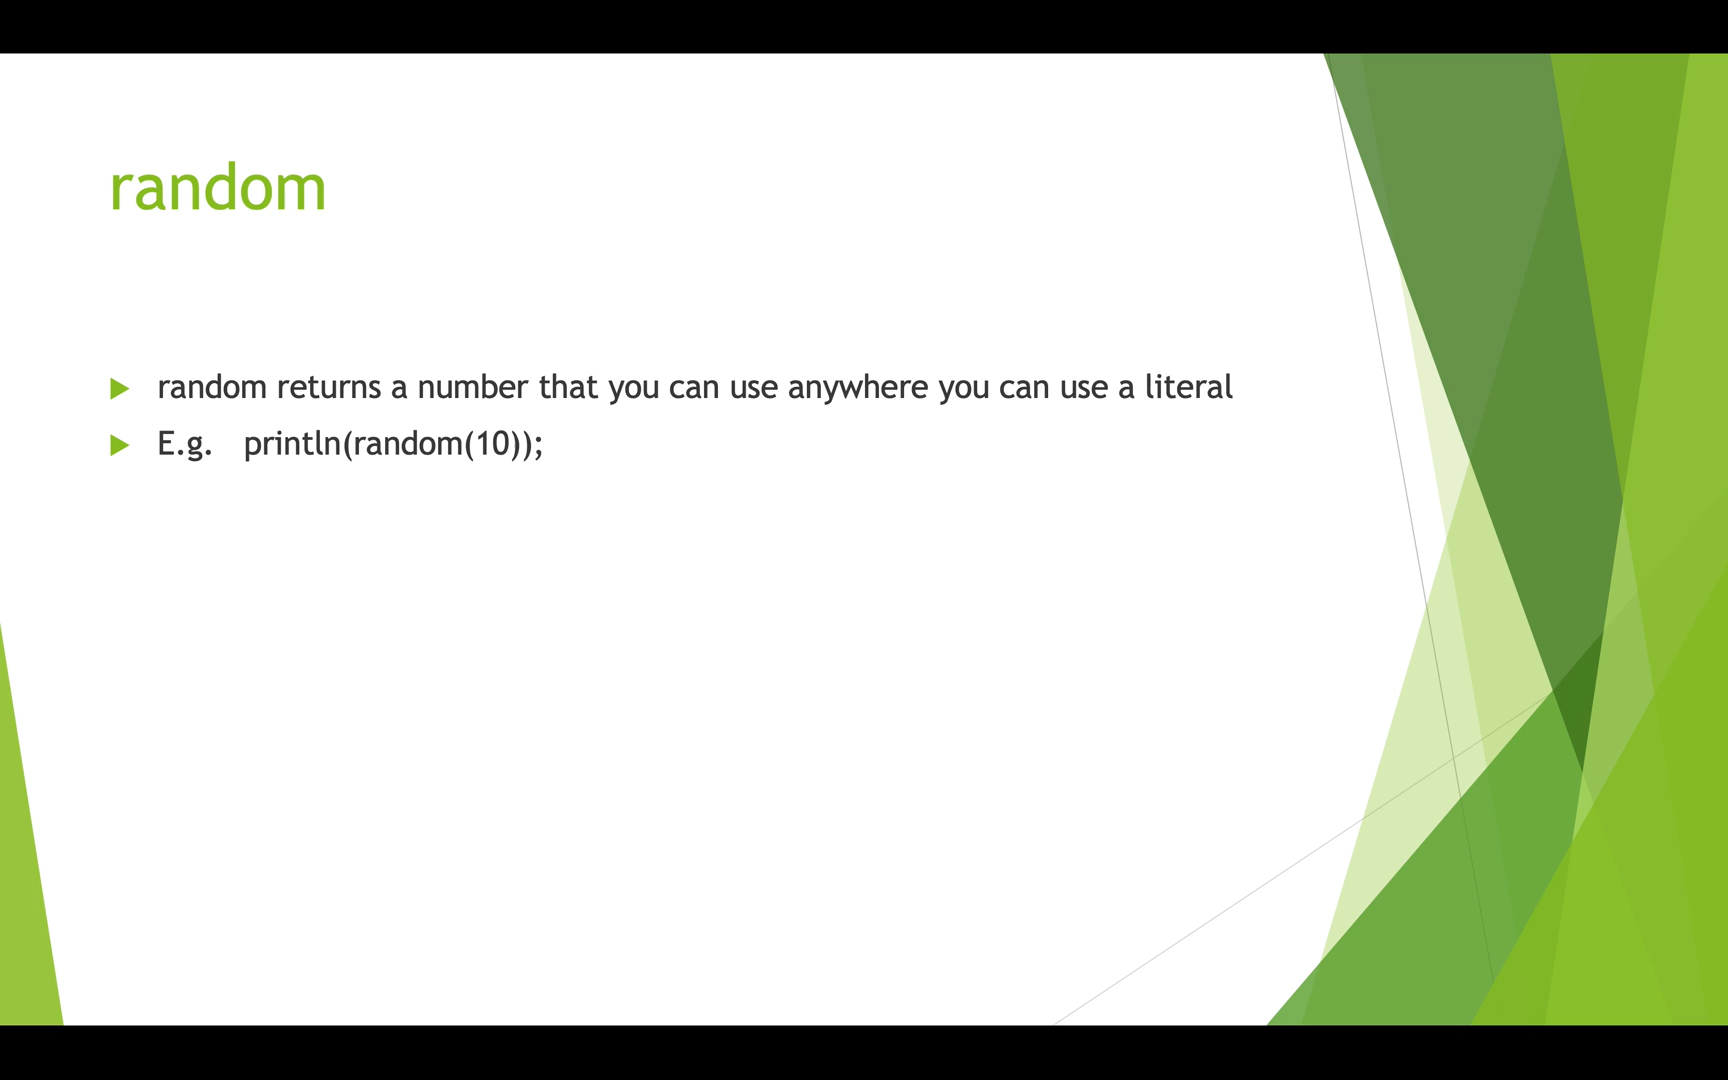 random
random returns a number that you can use anywhere you can use a literal
E.g. println(random(10));